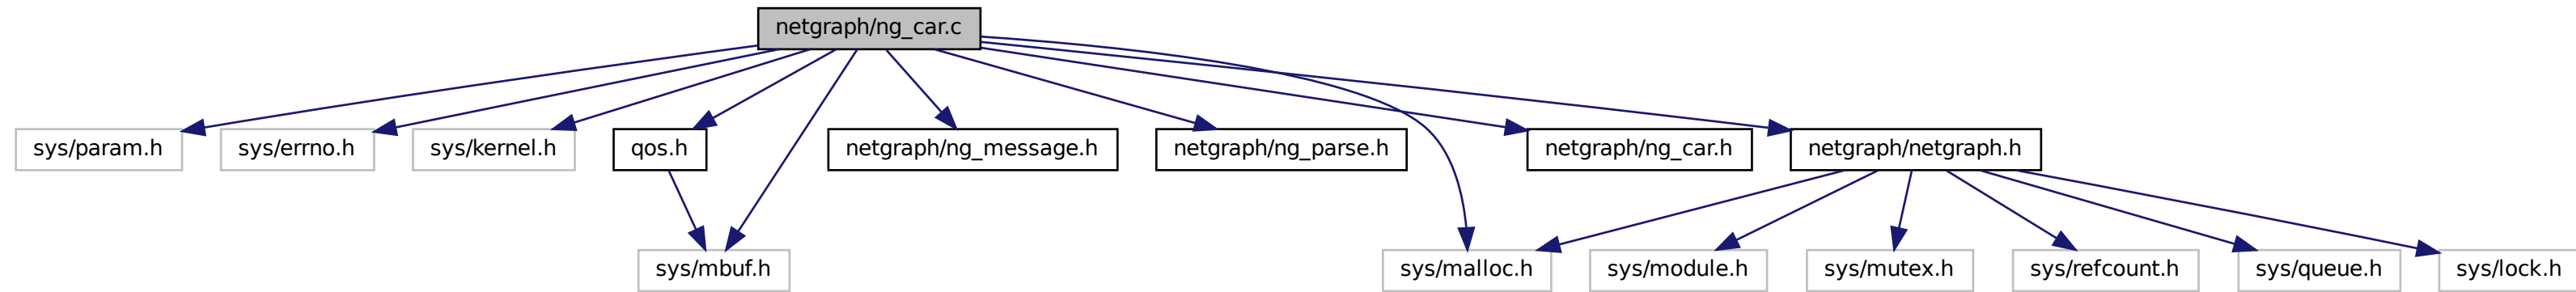 netgraph/ng_car.c
sys/param.h
sys/errno.h
sys/kernel.h
qos.h
netgraph/ng_message.h
netgraph/ng_parse.h
netgraph/ng_car.h
netgraph/netgraph.h
sys/mbuf.h
sys/malloc.h
sys/module.h
sys/mutex.h
sys/refcount.h
sys/queue.h
sys/lock.h